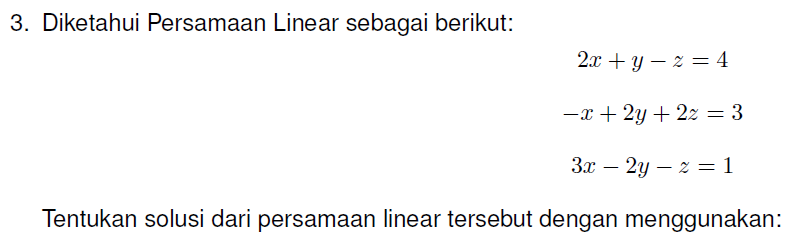 3. Diketahui Persamaan Linear sebagai berikut:
2x + y − z = 4
−x + 2y + 2z = 3
3x − 2y − z = 1
Tentukan solusi dari persamaan linear tersebut dengan menggunakan: